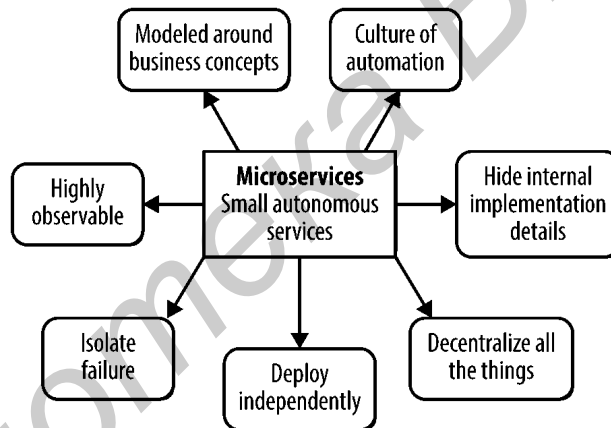 Modeled around
business concepts
Culture of
automation
Highly
observable
Microservices
Small autonomous
services
Hide internal
implementation
details
Isolate
failure
Deploy
independently
Decentralize all
the things